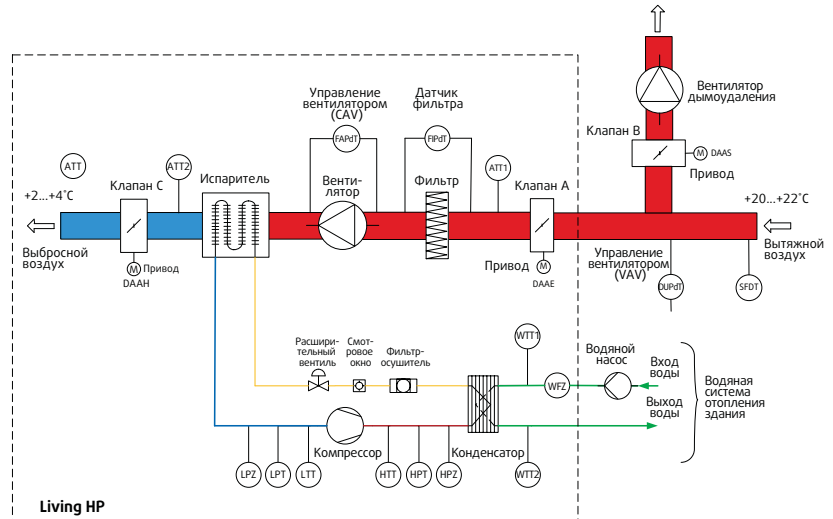 Вентилятор
дымоудаления
Управление
вентилятором
(CAV)
Датчик
фильтра
FAPdT
FIPdT
Клапан B
M
DAAS
Привод
ATT
ATT2
ATT1
+2...+4°C
Клапан C
Испаритель
Венти-
лятор
Фильтр
Клапан A
+20...+22°C
Выбросной
воздух
M
Привод
DAAH
Привод
M
DAAE
Управление
вентилятором
(VAV)
Вытяжной
воздух
DUPdT
SFDT
Расшири-
тельный
вентиль
Смот-
ровое
окно
Фильтр-
осушитель
WTT1
WFZ
Водяной
насос
Вход
воды
Выход
воды
Водяная
система
отопления
здания
Компрессор
Конденсатор
LPZ
LPT
LTT
HTT
HPT
HPZ
WTT2
Living HP